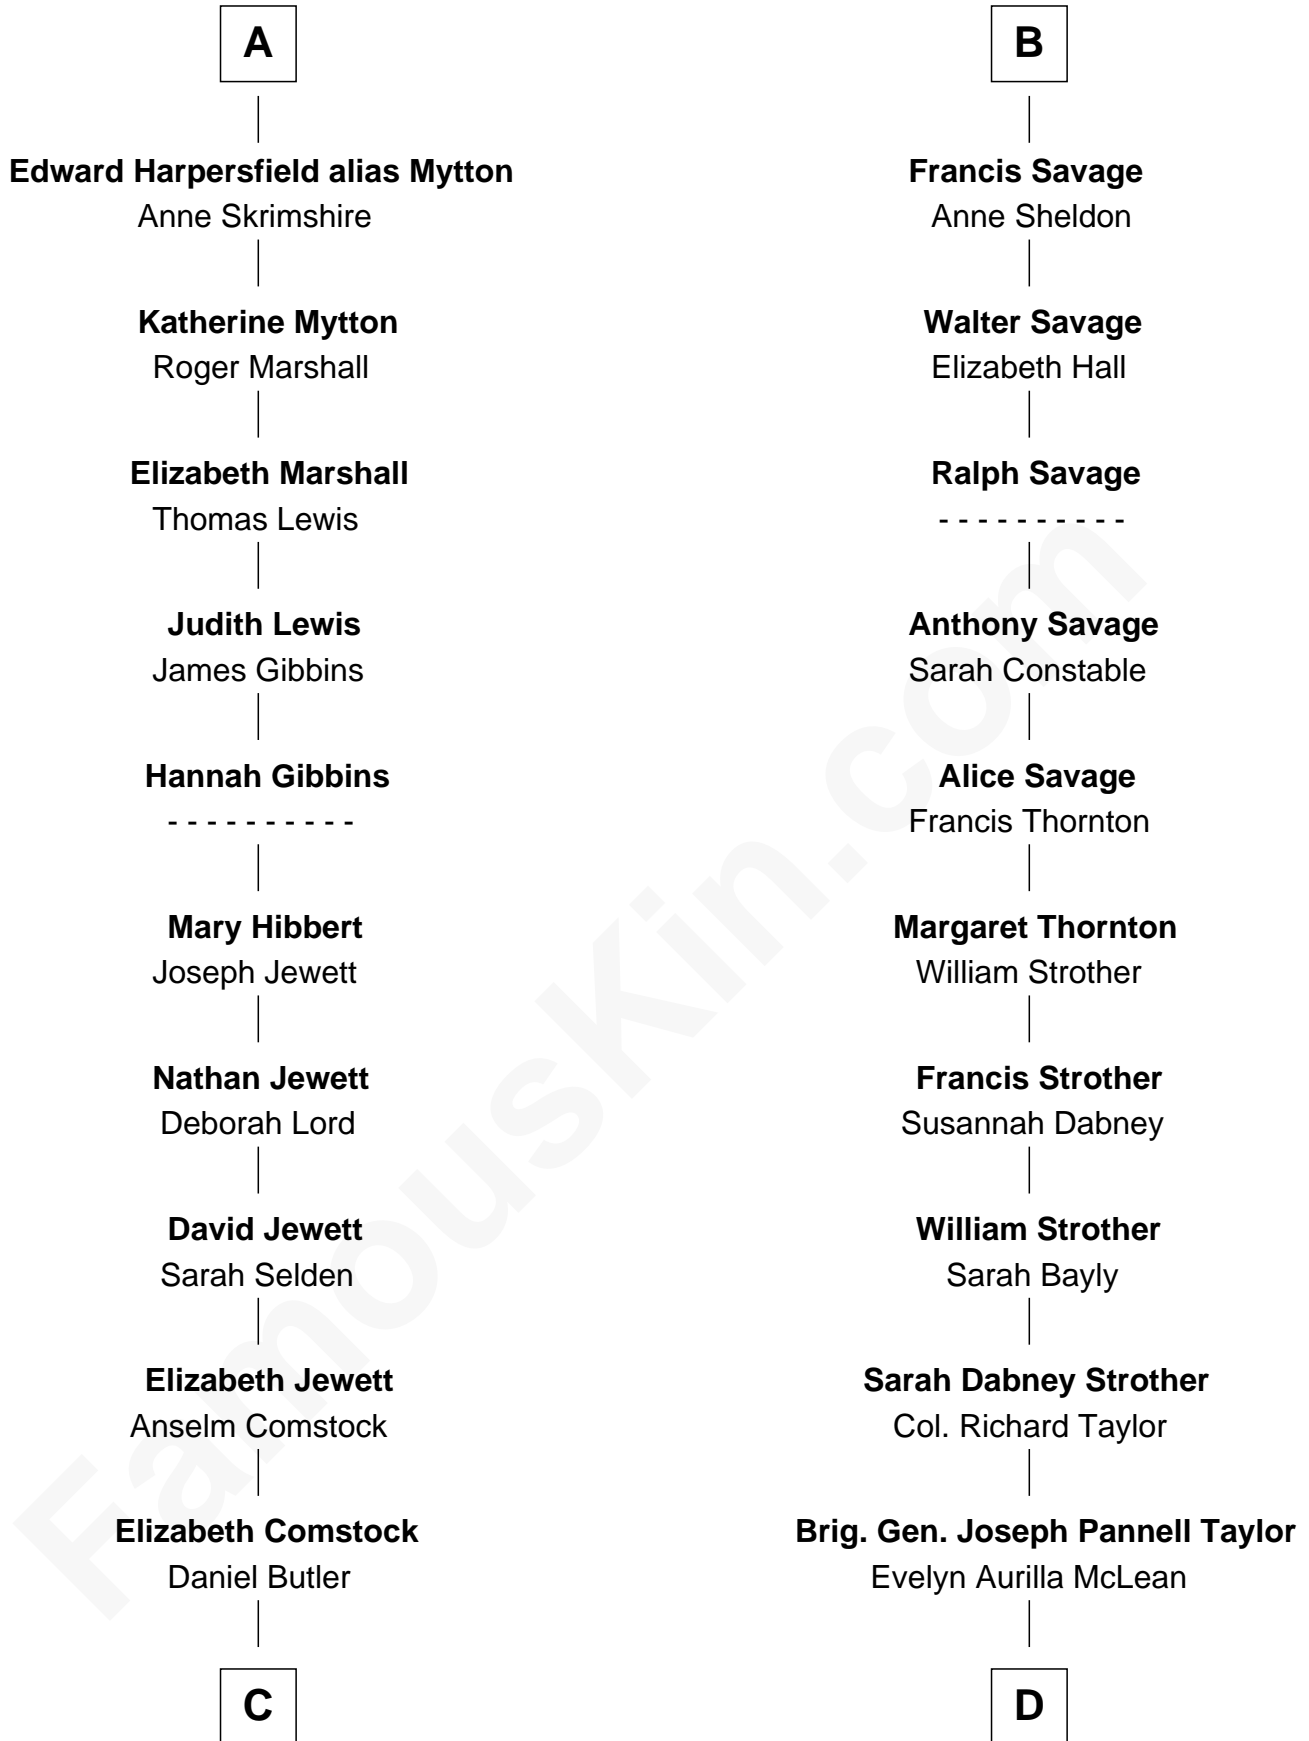 A
Edward Harpersfield alias Mytton
Anne Skrimshire
Katherine Mytton
Roger Marshall
Elizabeth Marshall
Thomas Lewis
Judith Lewis
James Gibbins
Hannah Gibbins
- - - - - - - - - -
Mary Hibbert
Joseph Jewett
Nathan Jewett
Deborah Lord
David Jewett
Sarah Selden
Elizabeth Jewett
Anselm Comstock
Elizabeth Comstock
Daniel Butler
C
B
Francis Savage
Anne Sheldon
Walter Savage
Elizabeth Hall
Ralph Savage
- - - - - - - - - -
Anthony Savage
Sarah Constable
Alice Savage
Francis Thornton
Margaret Thornton
William Strother
Francis Strother
Susannah Dabney
William Strother
Sarah Bayly
Sarah Dabney Strother
Col. Richard Taylor
Brig. Gen. Joseph Pannell Taylor
Evelyn Aurilla McLean
D
FamousKin.com